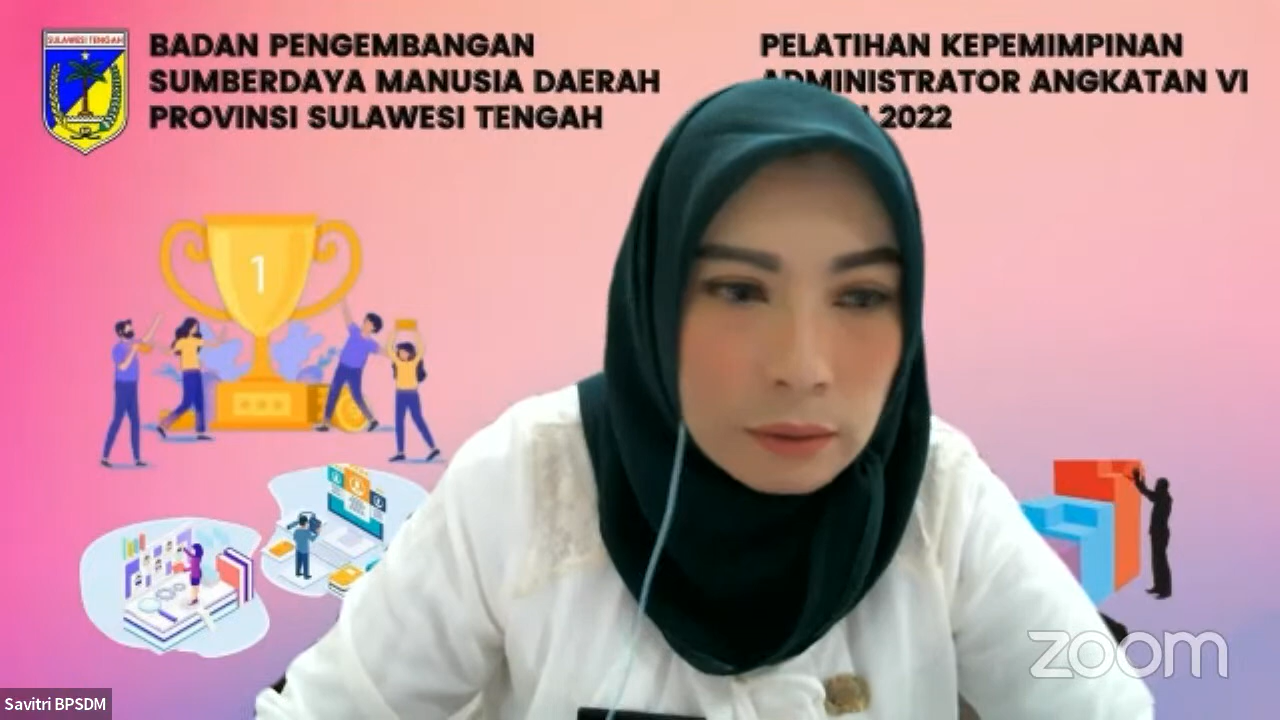 SULAWESI TENGAH
BADAN PENGEMBANGAN
SUMBERDAYA MANUSIA DAERAH
PROVINSI SULAWESI TENGAH
PELATIHAN KEPEMIMPINAN
ADMINISTRATOR ANGKATAN VI
2022
1
zoom
Savitri BPSDM